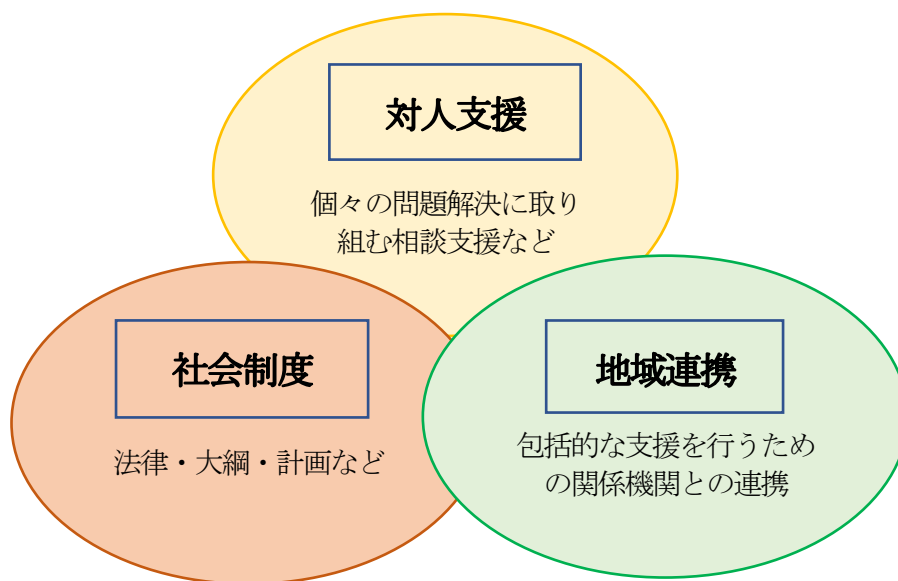 対人支援
個々の問題解決に取り
組む相談支援など
社会制度
法律・大綱・計画など
地域連携
包括的な支援を行うため
の関係機関との連携